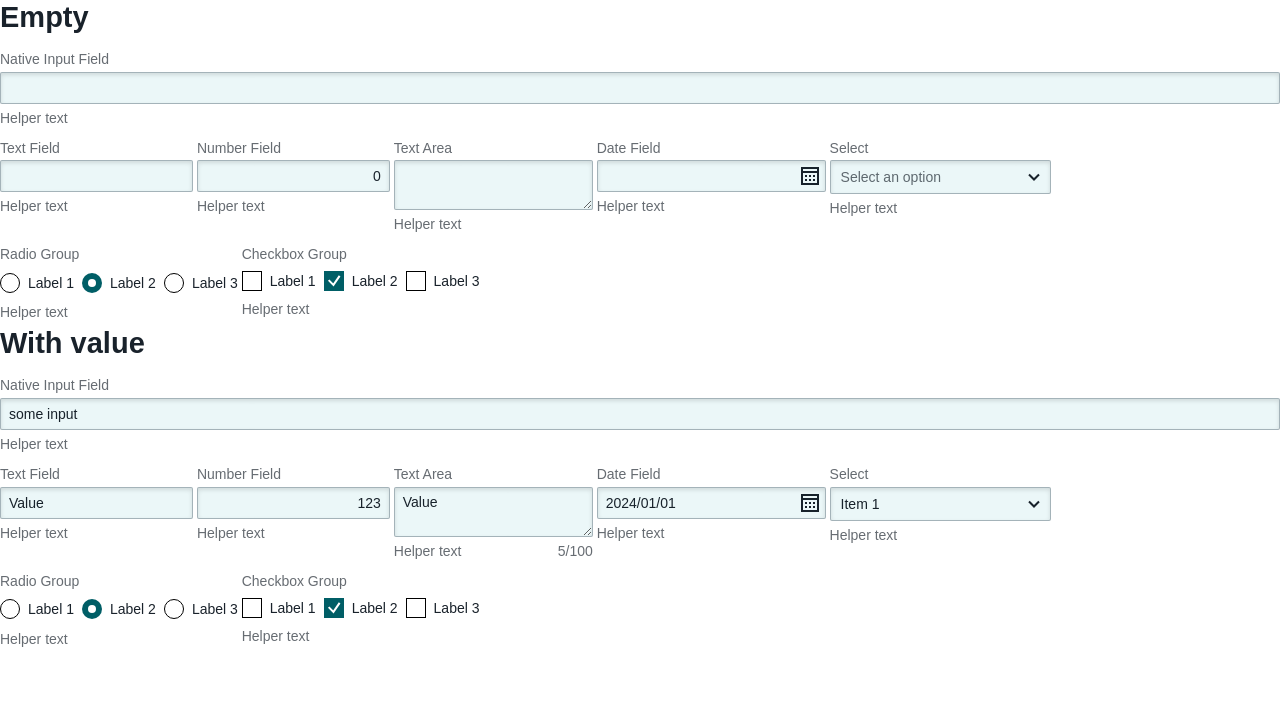 Empty
Native Input Field
Helper text
Text Field Number Field Text Area Date Field Select
0 Select an option
Helper text Helper text Helper text Helper text Helper text
Radio Group Checkbox Group
Label 1 Label 2 Label 3 Label 1 Label 2 Label 3
Helper text Helper text
With value
Native Input Field
some input
Helper text
Text Field Number Field Text Area Date Field Select
Value 123 Value 2024/01/01 Item 1
Helper text Helper text Helper text 5/100 Helper text Helper text
Radio Group Checkbox Group
Label 1 Label 2 Label 3 Label 1 Label 2 Label 3
Helper text Helper text